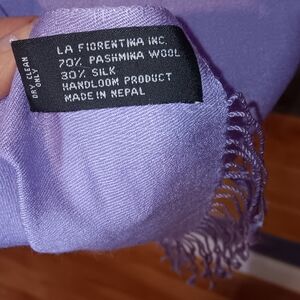 LA FIORENTINA INC.
70% PASHMINA WOOL
30% SILK
HANDLOOM PRODUCT
MADE IN NEPAL
DRY CLEAN
ONLY